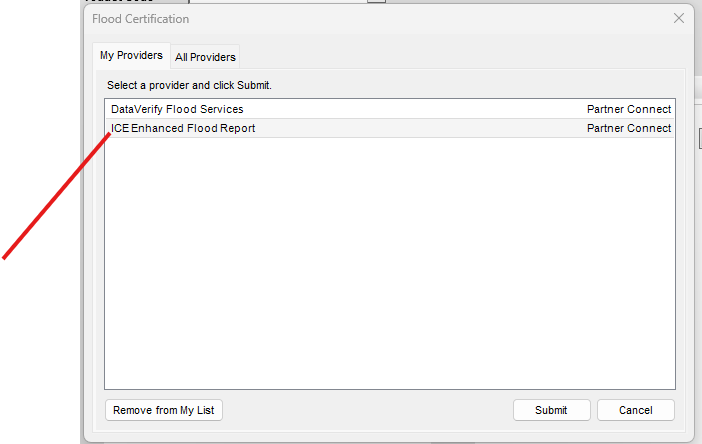 Flood Certification
My Providers All Providers
Select a provider and click Submit.
DataVerify Flood Services Partner Connect
ICE Enhanced Flood Report Partner Connect
Remove from My List Submit Cancel